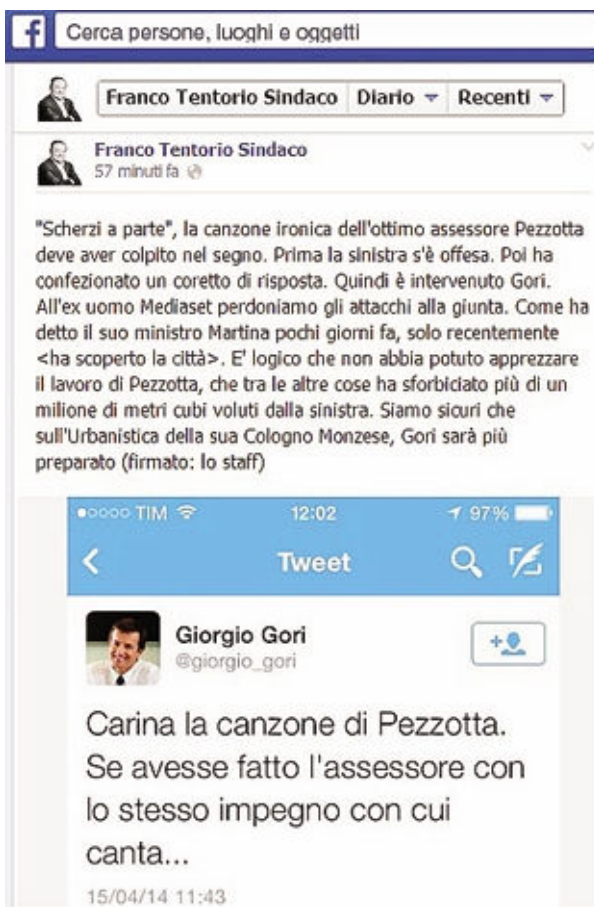 f Cerca persone, luoghi e oggetti
Franco Tentorio Sindaco Diario Recenti
Franco Tentorio Sindaco
57 minuti fa
"Scherzi a parte", la canzone ironica dell'ottimo assessore Pezzotta
deve aver colpito nel segno. Prima la sinistra s'è offesa. Poi ha
confezionato un coretto di risposta. Quindi è intervenuto Gori.
All'ex uomo Mediaset perdoniamo gli attacchi alla giunta. Come ha
detto il suo ministro Martina pochi giorni fa, solo recentemente
<ha scoperto la città>. E' logico che non abbia potuto apprezzare
il lavoro di Pezzotta, che tra le altre cose ha sforbiciato più di un
milione di metri cubi voluti dalla sinistra. Siamo sicuri che
sull'Urbanistica della sua Cologno Monzese, Gori sarà più
preparato (firmato: lo staff)
TIM 12:02 97%
Tweet
Giorgio Gori
@giorgio_gori
Carina la canzone di Pezzotta.
Se avesse fatto l'assessore con
lo stesso impegno con cui
canta...
15/04/14 11:43